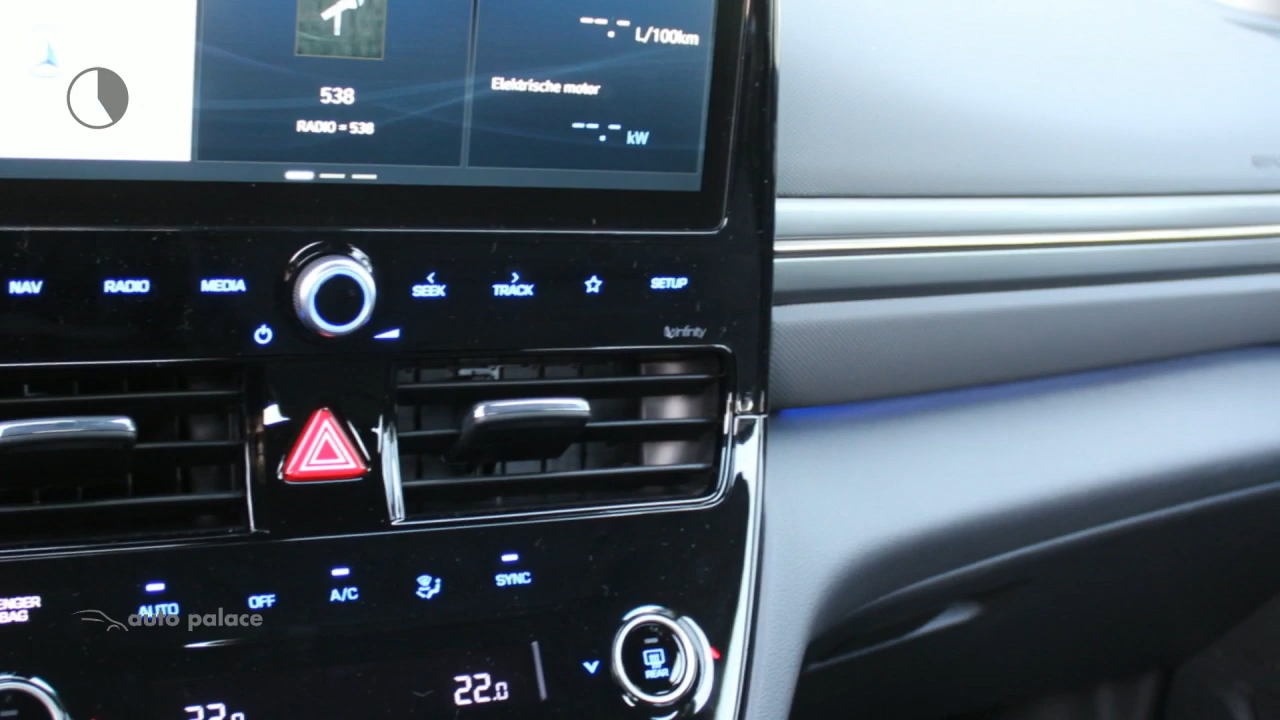 L/100km
Elektrische motor
kW
538
RADIO = 538
NAV
RADIO
MEDIA
SEEK
TRACK
SETUP
infinity
AUTO
OFF
A/C
SYNC
auto palace
22.0
REAR